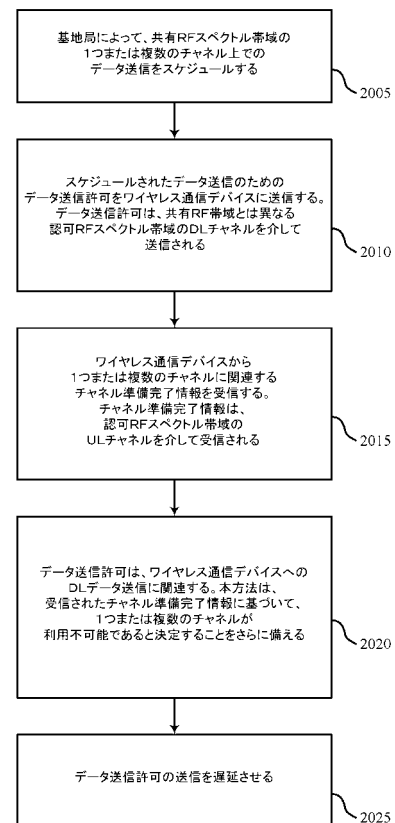 基地局によって、共有RFスペクトル帯域の
1つまたは複数のチャネル上での
データ送信をスケジュールする
2005
スケジュールされたデータ送信のための
データ送信許可をワイヤレス通信デバイスに送信する。
データ送信許可は、共有RF帯域とは異なる
認可RFスペクトル帯域のDLチャネルを介して
送信される
2010
ワイヤレス通信デバイスから
1つまたは複数のチャネルに関連する
チャネル準備完了情報を受信する。
チャネル準備完了情報は、
認可RFスペクトル帯域の
ULチャネルを介して受信される
2015
データ送信許可は、ワイヤレス通信デバイスへの
DLデータ送信に関連する。本方法は、
受信されたチャネル準備完了情報に基づいて、
1つまたは複数のチャネルが
利用不可能であると決定することをさらに備える
2020
データ送信許可の送信を遅延させる
2025